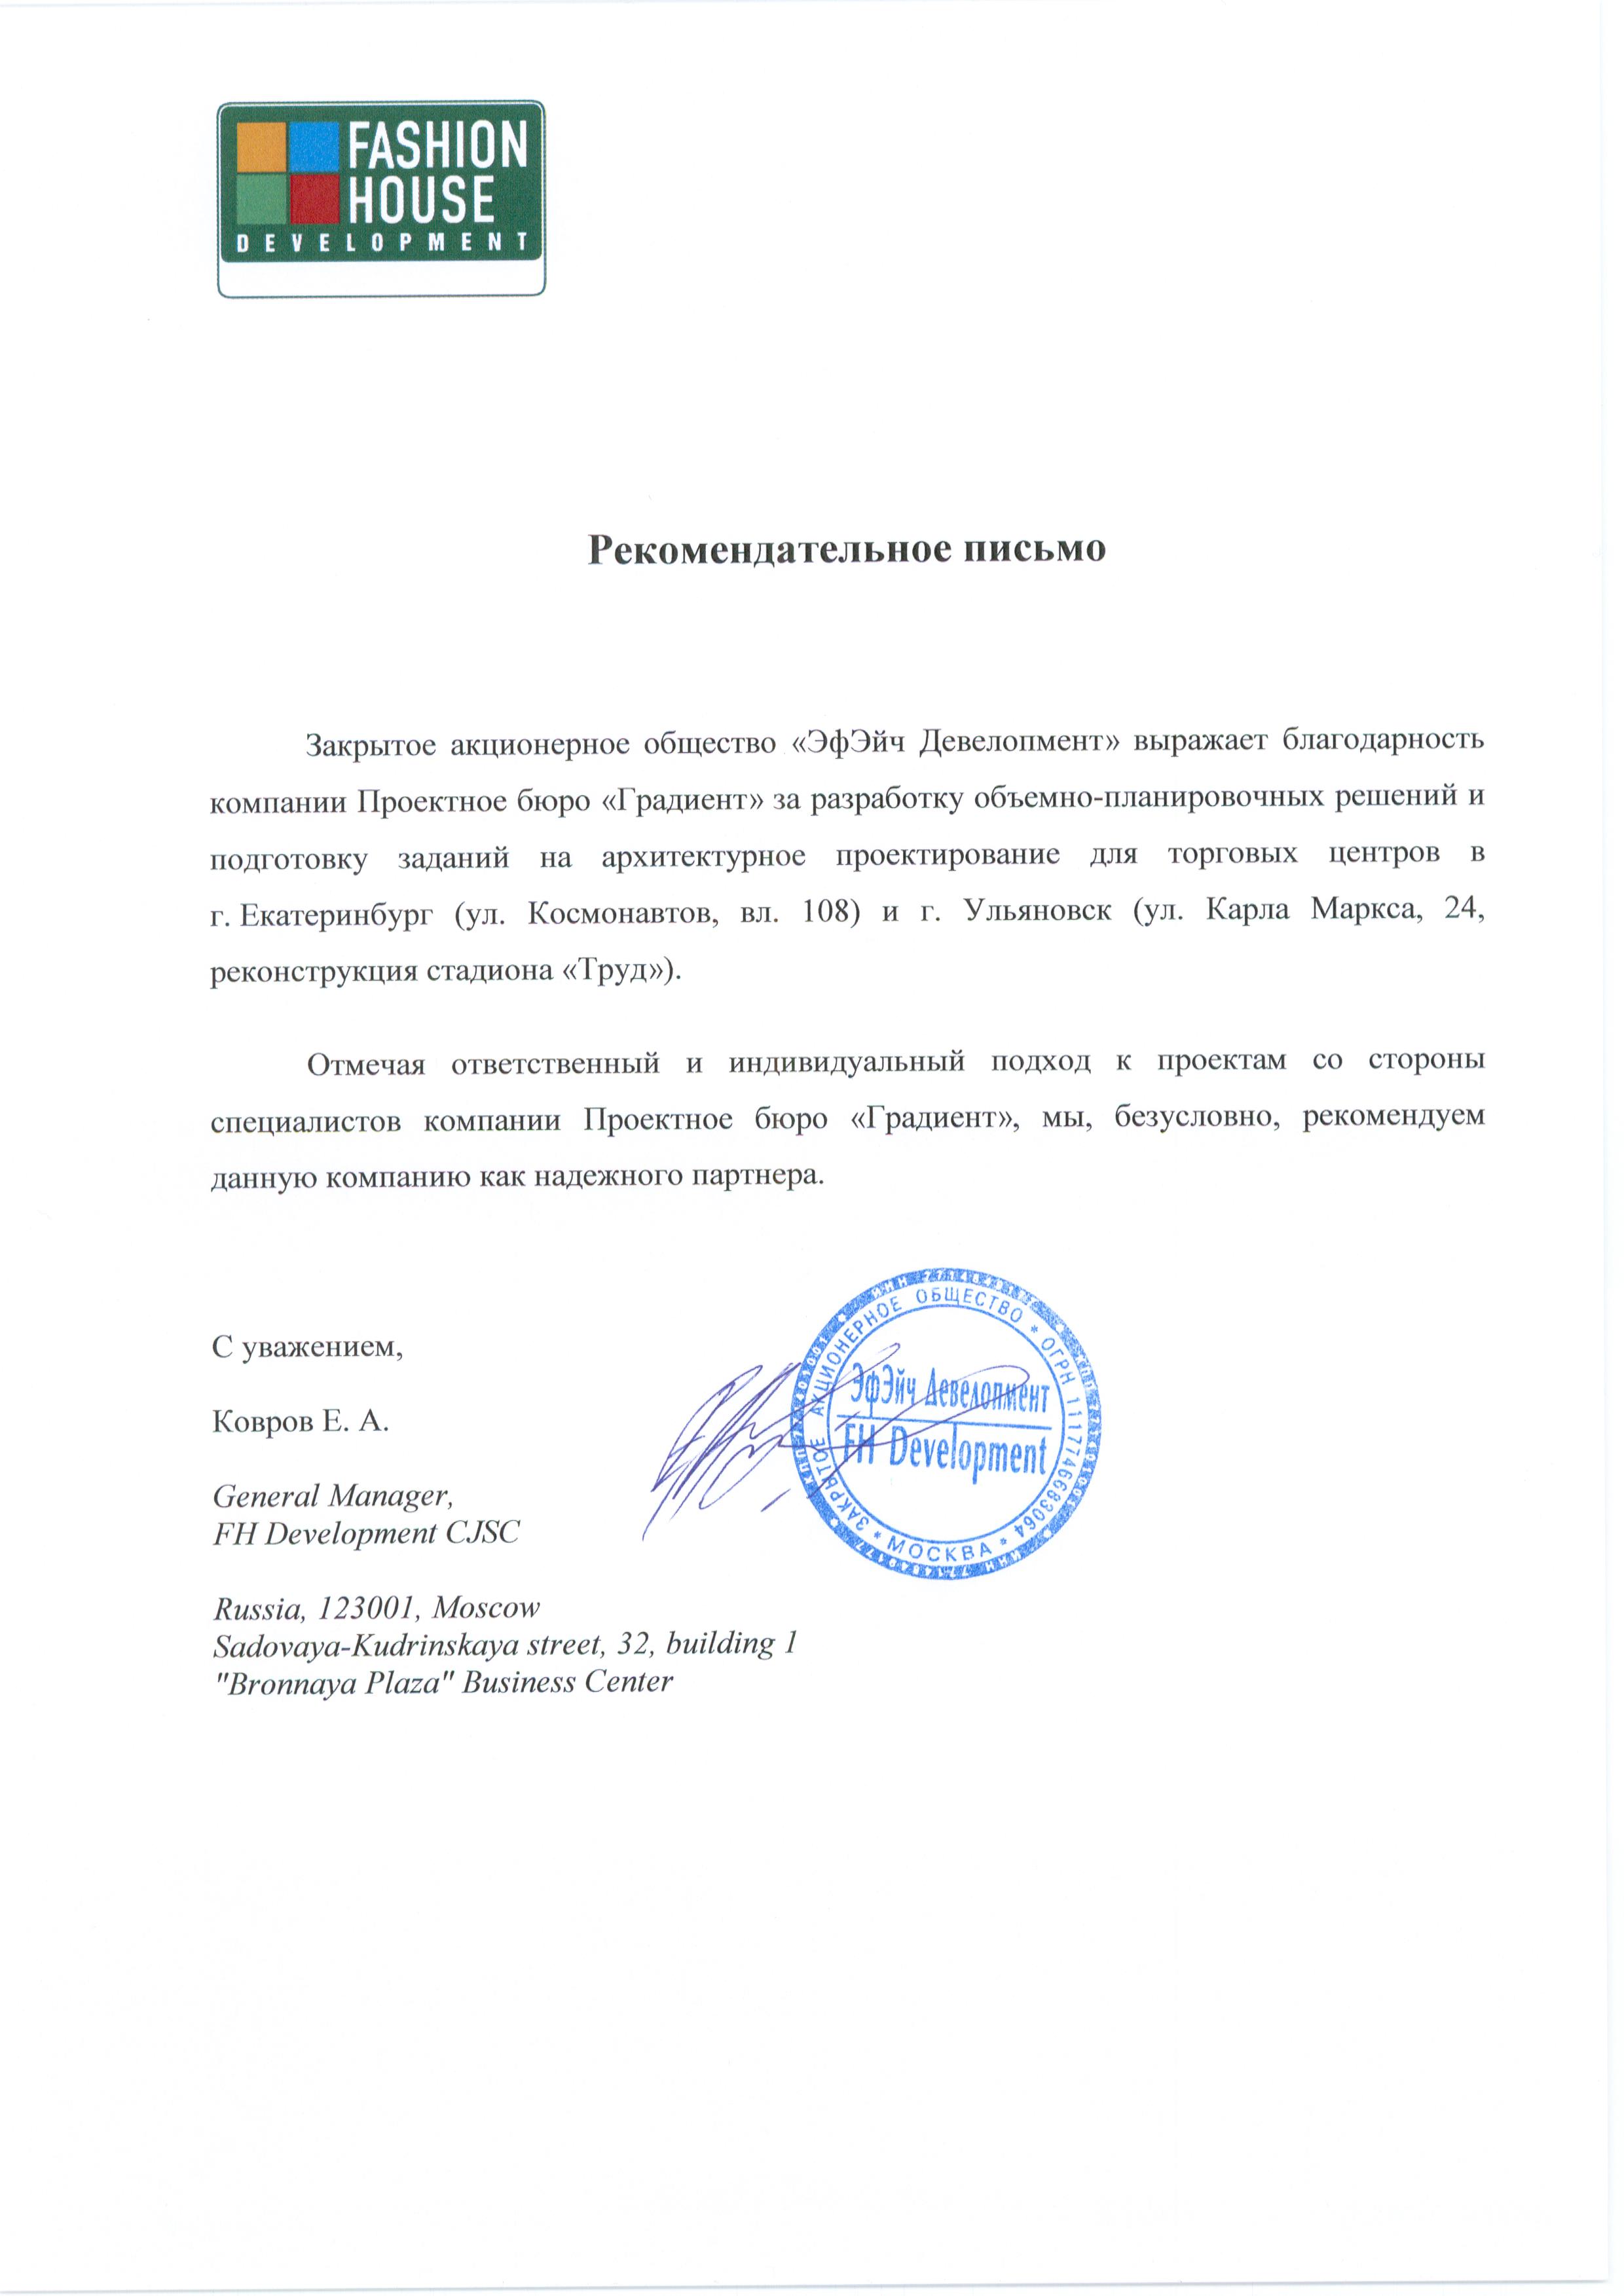 FASHION
HOUSE
DEVELOPMENT
Рекомендательное письмо
Закрытое акционерное общество «ЭфЭйч Девелопмент» выражает благодарность
компании Проектное бюро «Градиент» за разработку объемно-планировочных решений и
подготовку заданий на архитектурное проектирование для торговых центров в
г. Екатеринбург (ул. Космонавтов, вл. 108) и г. Ульяновск (ул. Карла Маркса, 24,
реконструкция стадиона «Труд»).
Отмечая ответственный и индивидуальный подход к проектам со стороны
специалистов компании Проектное бюро «Градиент», мы, безусловно, рекомендуем
данную компанию как надежного партнера.
С уважением,
Ковров Е. А.
General Manager,
FH Development CJSC
Russia, 123001, Moscow
Sadovaya-Kudrinskaya street, 32, building 1
"Bronnaya Plaza" Business Center
ЗАКРЫТОЕ АКЦИОНЕРНОЕ ОБЩЕСТВО * ОГРН 1117746683064 * МОСКВА *
ЭфЭйч Девелопмент
FH Development